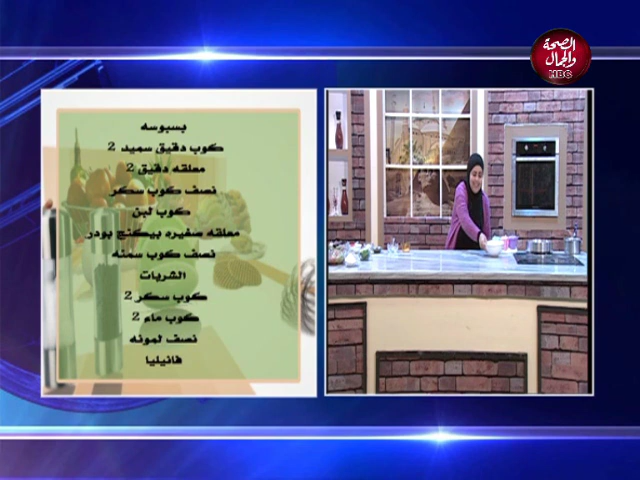 الصحة
والجمال
HBC
بسبوسه
2 كوب دقيق سميد
2 معلقه دقيق
نصف كوب سكر
كوب لبن
معلقه صغيره بيكنج بودر
نصف كوب سمنه
الشربات
2 كوب سكر
2 كوب ماء
نصف لمونه
فانيليا